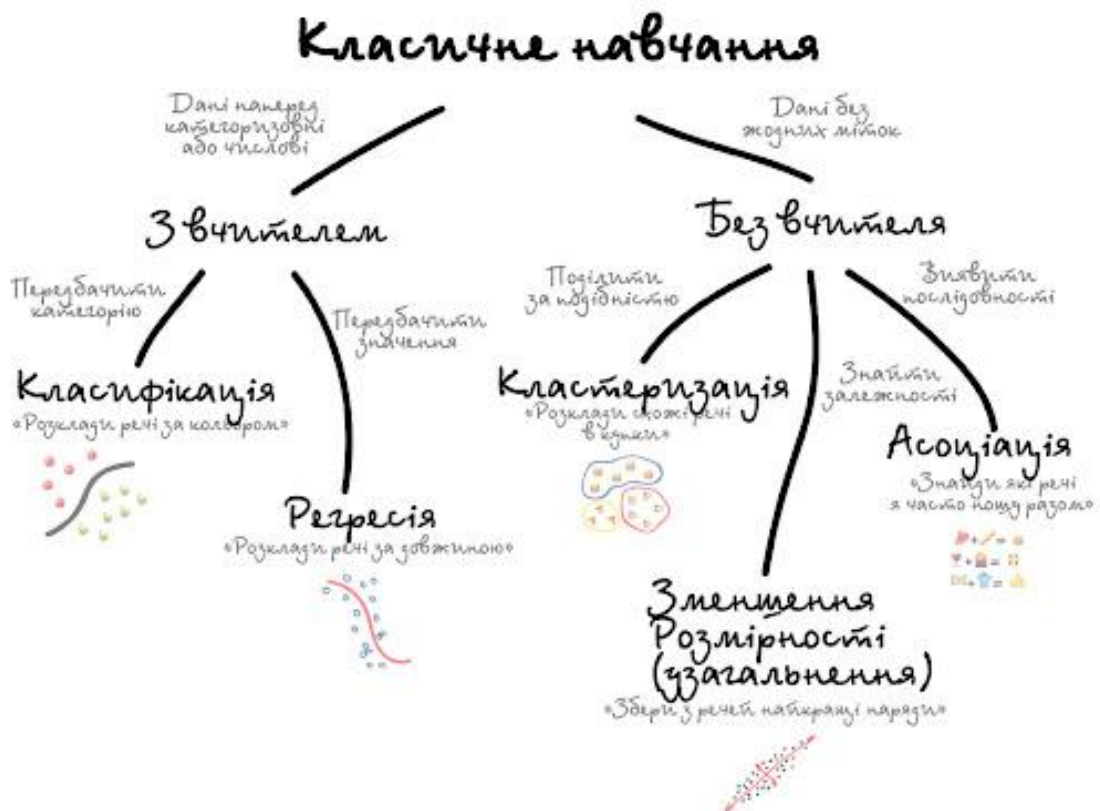 Класичне навчання
Дані наперед
категоризовні
або числові
Дані без
жодних міток
З вчителем
Без вчителя
Передбачити
категорію
Передбачити
значення
Поділити
за подібністю
Виявити
послідовності
Знайти
залежності
Класифікація
«Розклади речі за кольором»
Кластеризація
«Розклади схожі речі
в купки»
Асоціація
«Знайди які речі
я часто ношу разом»
Регресія
«Розклади речі за довжиною»
Зменшення
Розмірності
(узагальнення)
«Збери з речей найкращі наряди»